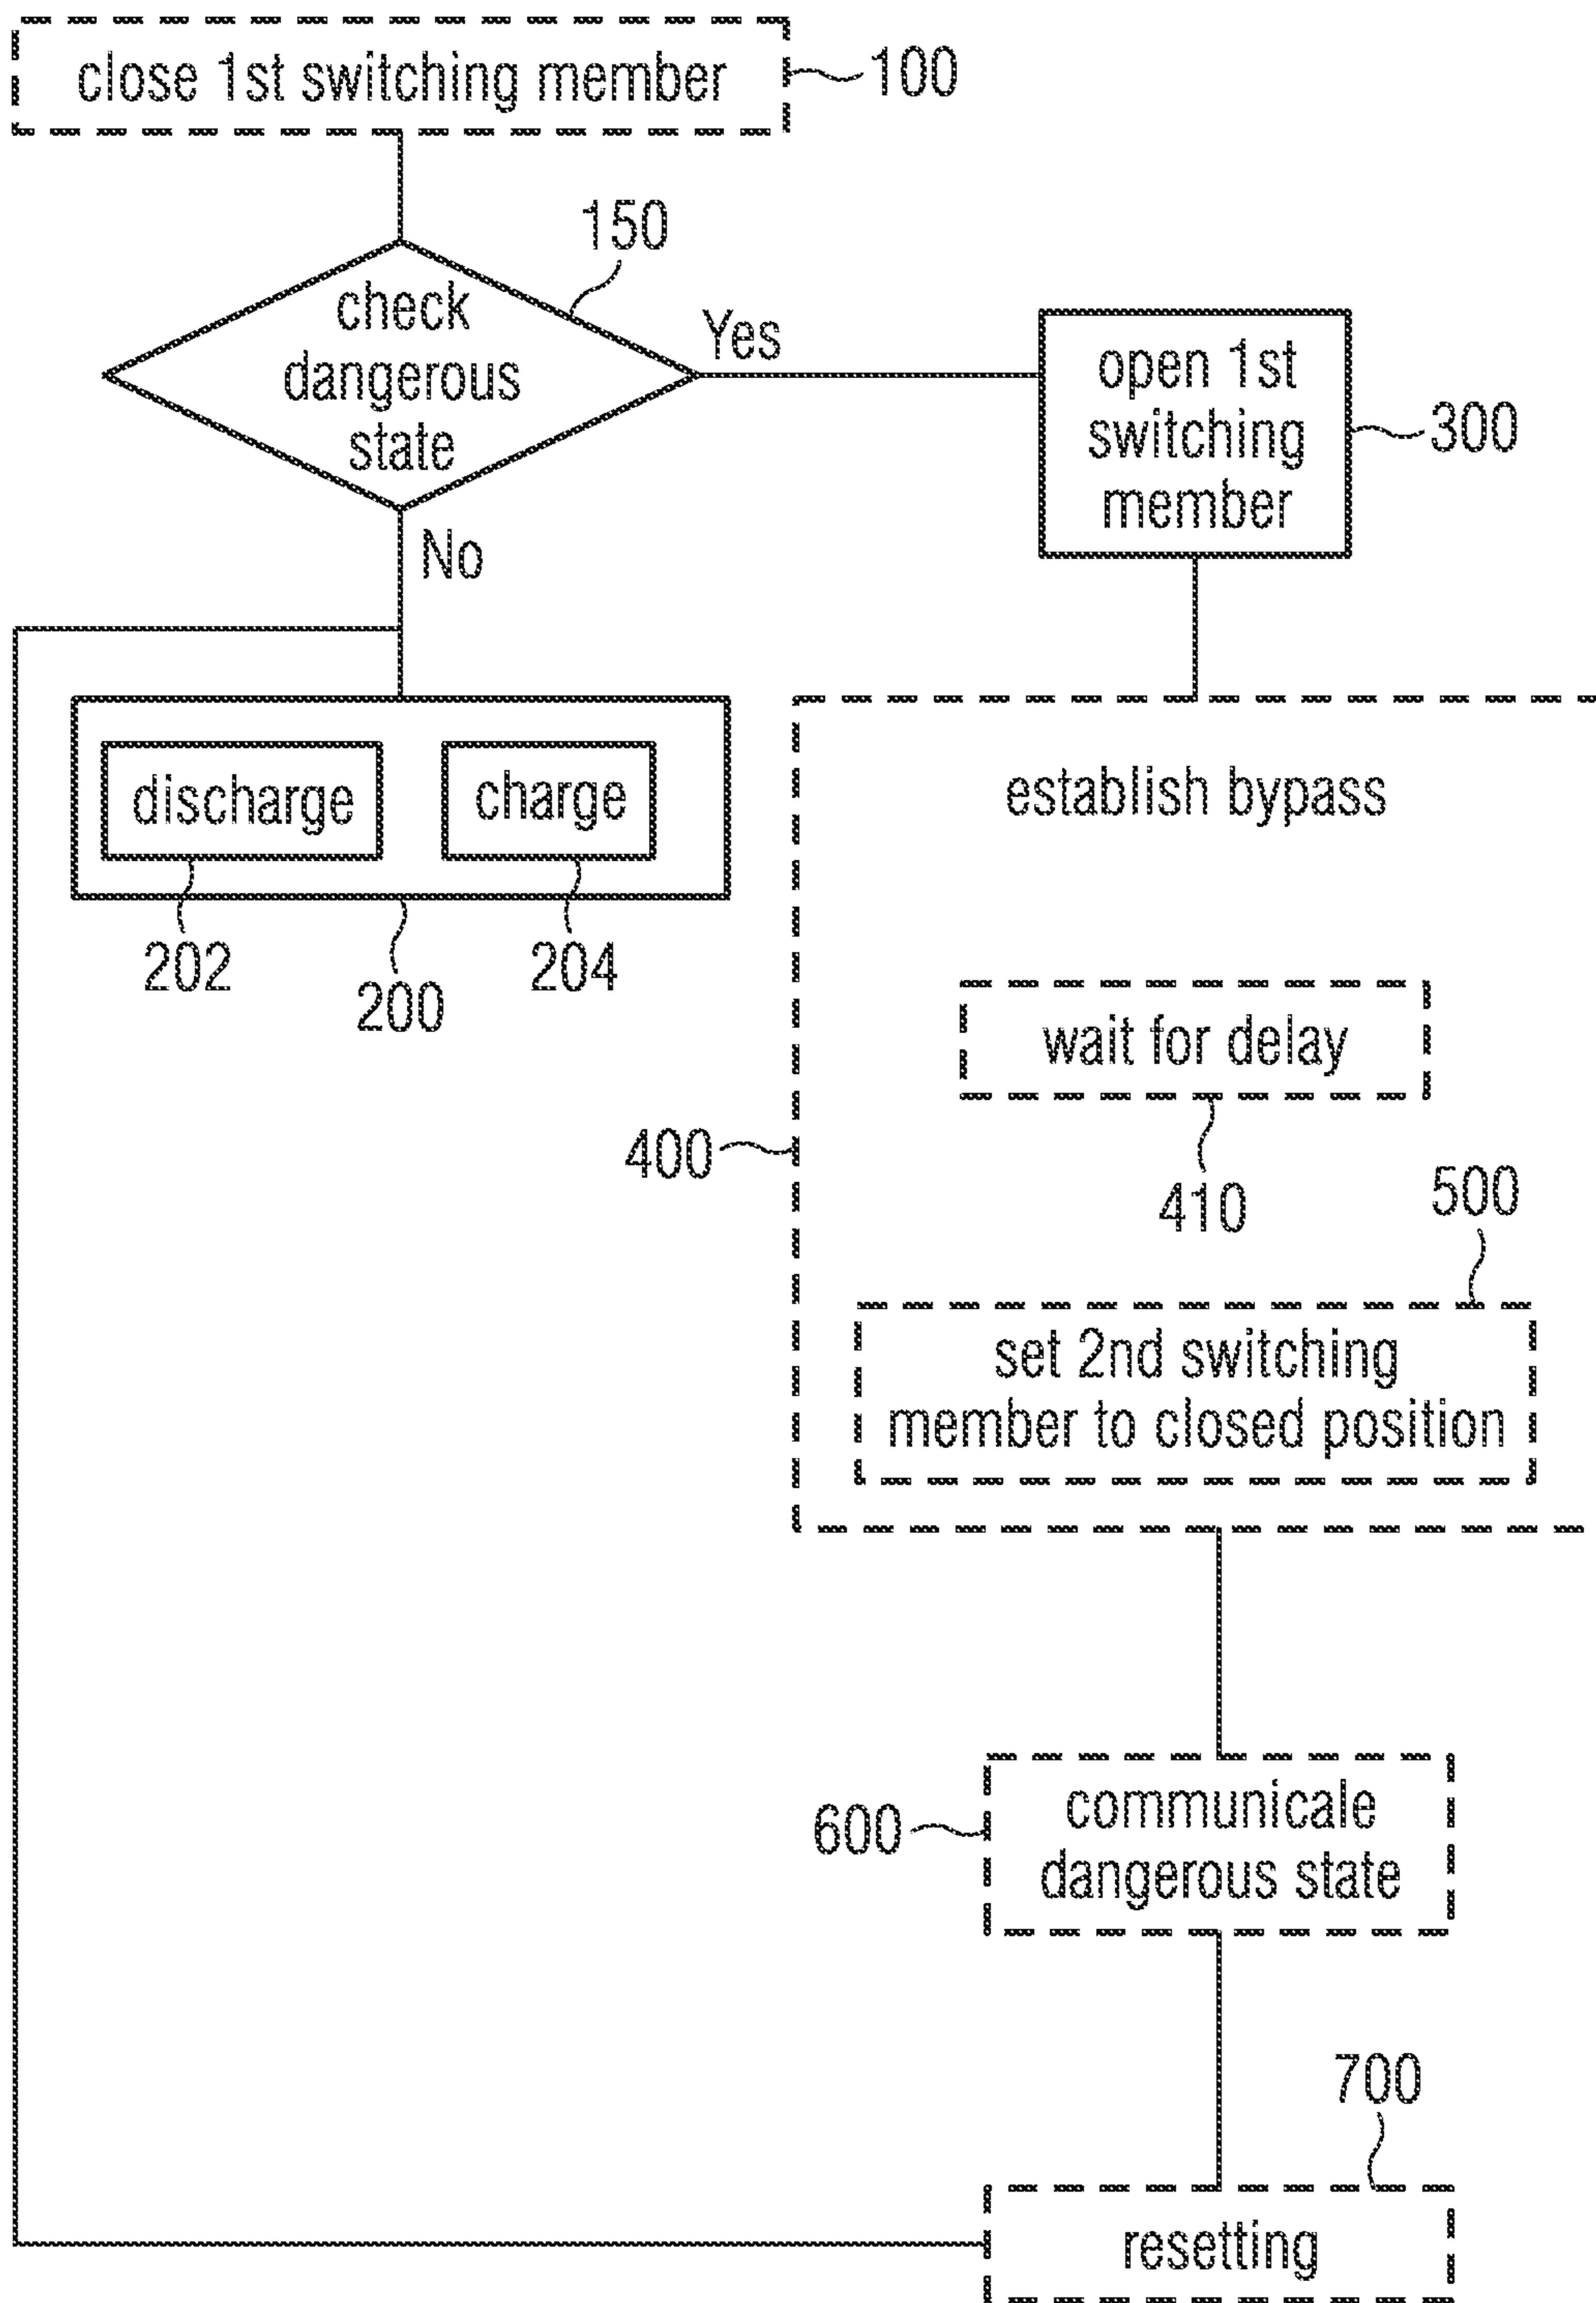 close 1st switching member
100
150
check
dangerous
state
Yes
open 1st
switching
member
300
No
discharge
charge
202
200
204
establish bypass
wait for delay
400
410
500
set 2nd switching
member to closed position
600
communicale
dangerous state
700
resetting